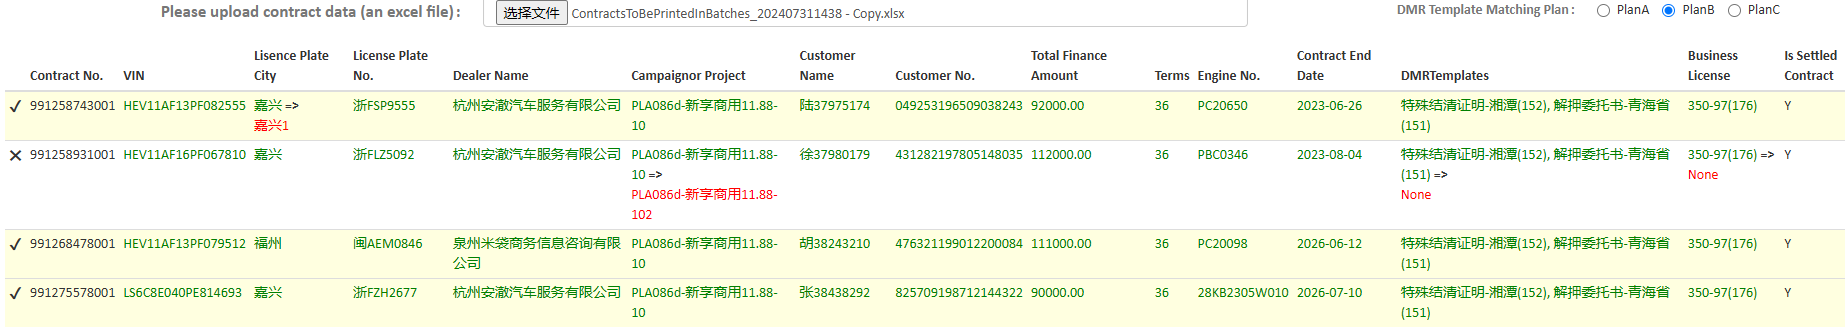 Please upload contract data (an excel file) : 选择文件 ContractsToBePrintedInBatches_202407311438 - Copy.xlsx DMR Template Matching Plan : PlanA PlanB PlanC
Lisence Plate City License Plate No. Customer Name Total Finance Amount Contract End Date Business License Is Settled Contract
Contract No. VIN Dealer Name Campaignor Project Customer No. Terms Engine No. DMRTemplates
✓ 991258743001 HEV11AF13PF082555 嘉兴 => 浙FSP9555 杭州安澈汽车服务有限公司 PLA086d-新享商用11.88- 陆37975174 049253196509038243 92000.00 36 PC20650 2023-06-26 特殊结清证明-湘潭(152), 解押委托书-青海省 350-97(176) Y
嘉兴1 10 (151)
✕ 991258931001 HEV11AF16PF067810 嘉兴 浙FLZ5092 杭州安澈汽车服务有限公司 PLA086d-新享商用11.88- 徐37980179 431282197805148035 112000.00 36 PBC0346 2023-08-04 特殊结清证明-湘潭(152), 解押委托书-青海省 350-97(176) => Y
10 => (151) => None
PLA086d-新享商用11.88- None
102
✓ 991268478001 HEV11AF13PF079512 福州 闽AEM0846 泉州米袋商务信息咨询有限 PLA086d-新享商用11.88- 胡38243210 476321199012200084 111000.00 36 PC20098 2026-06-12 特殊结清证明-湘潭(152), 解押委托书-青海省 350-97(176) Y
公司 10 (151)
✓ 991275578001 LS6C8E040PE814693 嘉兴 浙FZH2677 杭州安澈汽车服务有限公司 PLA086d-新享商用11.88- 张38438292 825709198712144322 90000.00 36 28KB2305W010 2026-07-10 特殊结清证明-湘潭(152), 解押委托书-青海省 350-97(176) Y
10 (151)